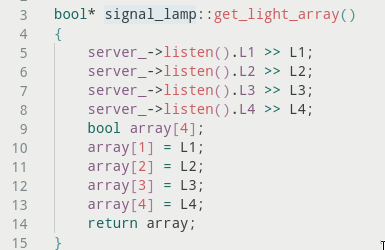 3 bool* signal_lamp::get_light_array()
4 {
5 server_->listen().L1 >> L1;
6 server_->listen().L2 >> L2;
7 server_->listen().L3 >> L3;
8 server_->listen().L4 >> L4;
9 bool array[4];
10 array[1] = L1;
11 array[2] = L2;
12 array[3] = L3;
13 array[4] = L4;
14 return array;
15 }